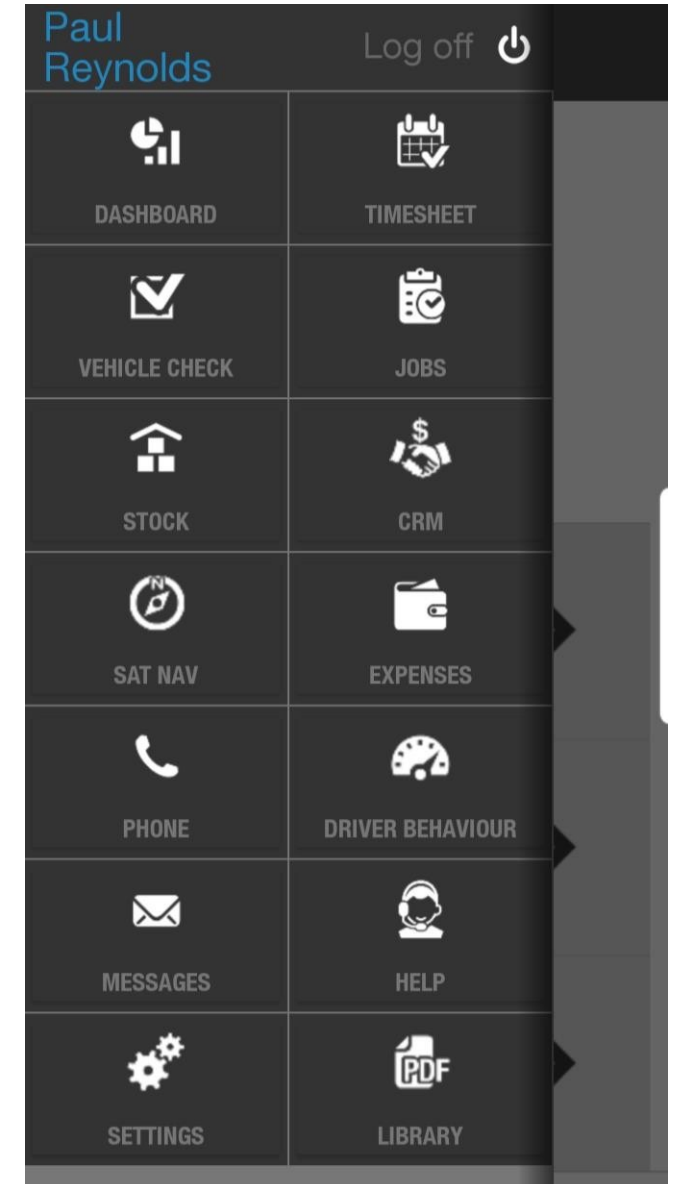 Paul
Reynolds
Log off
DASHBOARD
TIMESHEET
VEHICLE CHECK
JOBS
$
STOCK
CRM
N
SAT NAV
EXPENSES
PHONE
DRIVER BEHAVIOUR
MESSAGES
HELP
PDF
SETTINGS
LIBRARY